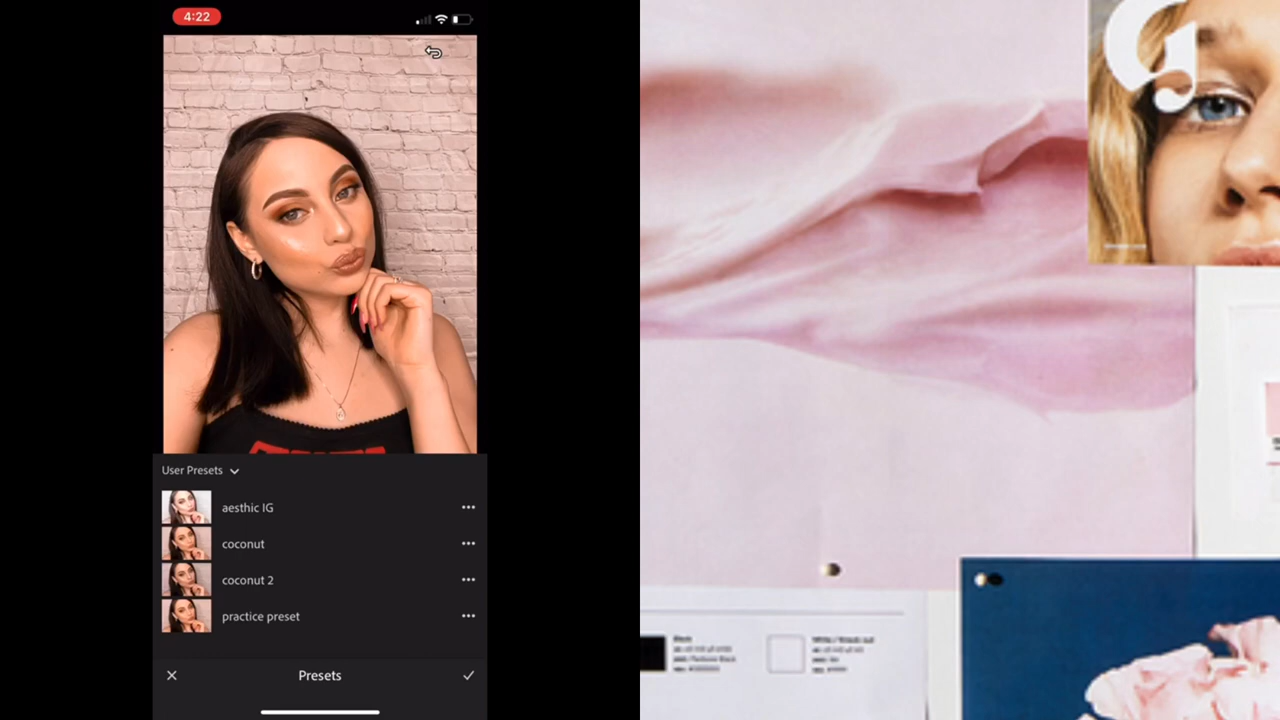 4:22
User Presets
aesthic IG
coconut
coconut 2
practice preset
Presets